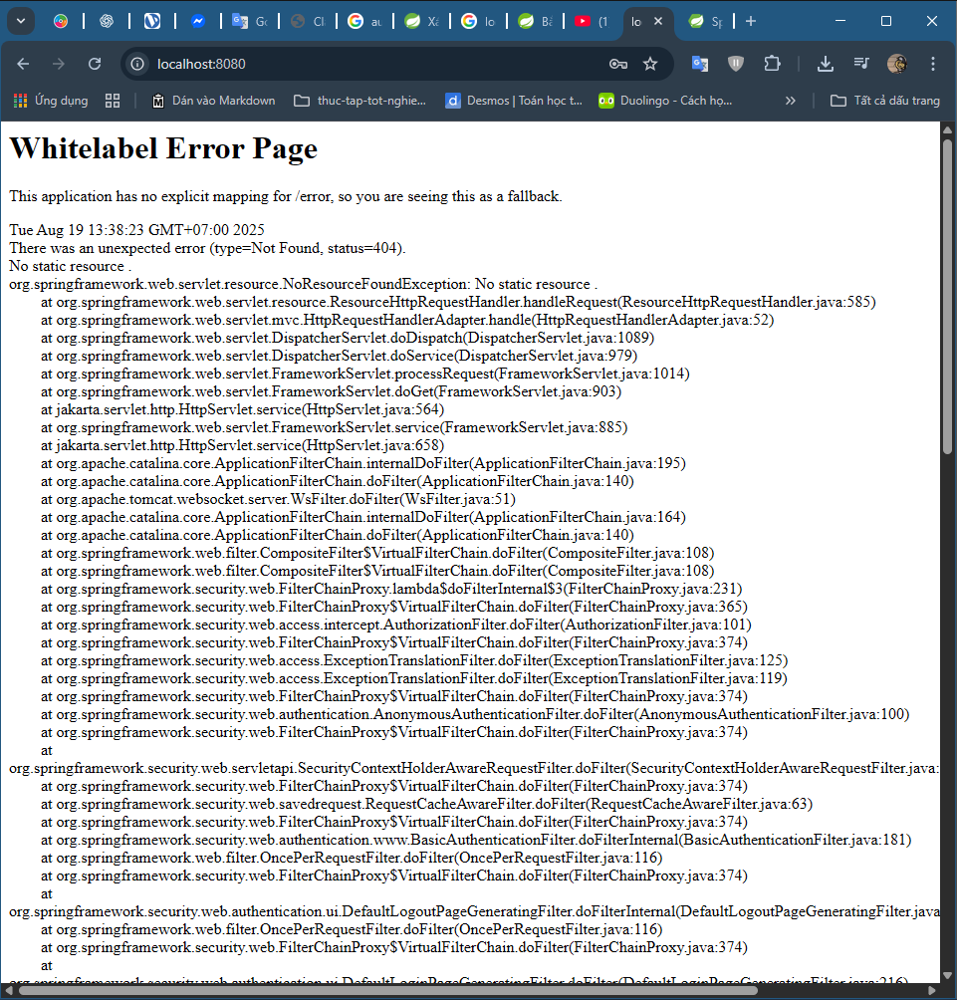 Gc
Cl
au
Xá
lo
Bà
(1
lo
Sp
localhost:8080
Ứng dụng
Dán vào Markdown
thuc-tap-tot-nghie...
Desmos | Toán học t...
Duolingo - Cách họ...
Tất cả dấu trang
Whitelabel Error Page
This application has no explicit mapping for /error, so you are seeing this as a fallback.
Tue Aug 19 13:38:23 GMT+07:00 2025
There was an unexpected error (type=Not Found, status=404).
No static resource .
org.springframework.web.servlet.resource.NoResourceFoundException: No static resource .
at org.springframework.web.servlet.resource.ResourceHttpRequestHandler.handleRequest(ResourceHttpRequestHandler.java:585)
at org.springframework.web.servlet.mvc.HttpRequestHandlerAdapter.handle(HttpRequestHandlerAdapter.java:52)
at org.springframework.web.servlet.DispatcherServlet.doDispatch(DispatcherServlet.java:1089)
at org.springframework.web.servlet.DispatcherServlet.doService(DispatcherServlet.java:979)
at org.springframework.web.servlet.FrameworkServlet.processRequest(FrameworkServlet.java:1014)
at org.springframework.web.servlet.FrameworkServlet.doGet(FrameworkServlet.java:903)
at jakarta.servlet.http.HttpServlet.service(HttpServlet.java:564)
at org.springframework.web.servlet.FrameworkServlet.service(FrameworkServlet.java:885)
at jakarta.servlet.http.HttpServlet.service(HttpServlet.java:658)
at org.apache.catalina.core.ApplicationFilterChain.internalDoFilter(ApplicationFilterChain.java:195)
at org.apache.catalina.core.ApplicationFilterChain.doFilter(ApplicationFilterChain.java:140)
at org.apache.tomcat.websocket.server.WsFilter.doFilter(WsFilter.java:51)
at org.apache.catalina.core.ApplicationFilterChain.internalDoFilter(ApplicationFilterChain.java:164)
at org.apache.catalina.core.ApplicationFilterChain.doFilter(ApplicationFilterChain.java:140)
at org.springframework.web.filter.CompositeFilter$VirtualFilterChain.doFilter(CompositeFilter.java:108)
at org.springframework.web.filter.CompositeFilter$VirtualFilterChain.doFilter(CompositeFilter.java:108)
at org.springframework.security.web.FilterChainProxy.lambda$doFilterInternal$3(FilterChainProxy.java:231)
at org.springframework.security.web.FilterChainProxy$VirtualFilterChain.doFilter(FilterChainProxy.java:365)
at org.springframework.security.web.access.intercept.AuthorizationFilter.doFilter(AuthorizationFilter.java:101)
at org.springframework.security.web.FilterChainProxy$VirtualFilterChain.doFilter(FilterChainProxy.java:374)
at org.springframework.security.web.access.ExceptionTranslationFilter.doFilter(ExceptionTranslationFilter.java:125)
at org.springframework.security.web.access.ExceptionTranslationFilter.doFilter(ExceptionTranslationFilter.java:119)
at org.springframework.security.web.FilterChainProxy$VirtualFilterChain.doFilter(FilterChainProxy.java:374)
at org.springframework.security.web.authentication.AnonymousAuthenticationFilter.doFilter(AnonymousAuthenticationFilter.java:100)
at org.springframework.security.web.FilterChainProxy$VirtualFilterChain.doFilter(FilterChainProxy.java:374)
at
org.springframework.security.web.servletapi.SecurityContextHolderAwareRequestFilter.doFilter(SecurityContextHolderAwareRequestFilter.java:
at org.springframework.security.web.FilterChainProxy$VirtualFilterChain.doFilter(FilterChainProxy.java:374)
at org.springframework.security.web.savedrequest.RequestCacheAwareFilter.doFilter(RequestCacheAwareFilter.java:63)
at org.springframework.security.web.FilterChainProxy$VirtualFilterChain.doFilter(FilterChainProxy.java:374)
at org.springframework.security.web.authentication.www.BasicAuthenticationFilter.doFilterInternal(BasicAuthenticationFilter.java:181)
at org.springframework.web.filter.OncePerRequestFilter.doFilter(OncePerRequestFilter.java:116)
at org.springframework.security.web.FilterChainProxy$VirtualFilterChain.doFilter(FilterChainProxy.java:374)
at
org.springframework.security.web.authentication.ui.DefaultLogoutPageGeneratingFilter.doFilterInternal(DefaultLogoutPageGeneratingFilter.java
at org.springframework.web.filter.OncePerRequestFilter.doFilter(OncePerRequestFilter.java:116)
at org.springframework.security.web.FilterChainProxy$VirtualFilterChain.doFilter(FilterChainProxy.java:374)
at
org.springframework.security.web.authentication.ui.DefaultLoginPageGeneratingFilter.doFilter(DefaultLoginPageGeneratingFilter.java:216)